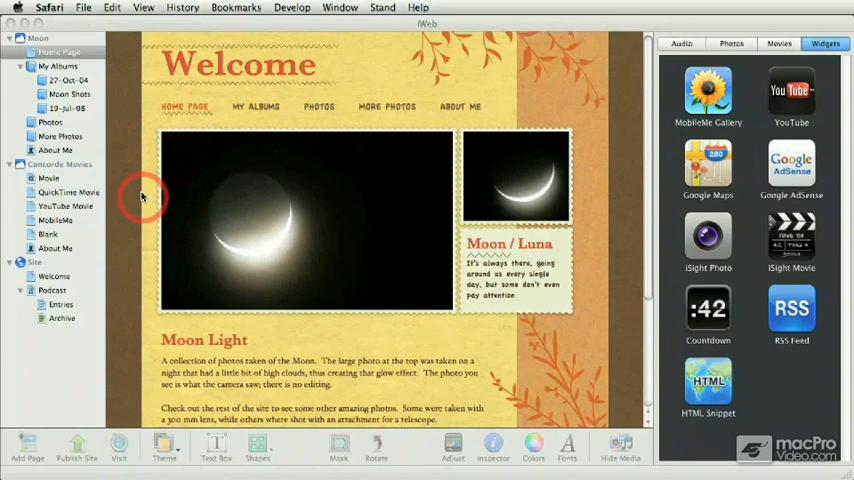 Safari File Edit View History Bookmarks Develop Window Stand Help
iWeb
Moon
Home Page
My Albums
27-Oct-04
Moon Shots
19-Jul-08
Photos
More Photos
About Me
Concorde Movies
Movie
QuickTime Movie
YouTube Movie
MobileMe
Blank
About Me
Site
Welcome
Podcast
Entries
Archive
Welcome
HOME PAGE MY ALBUMS PHOTOS MORE PHOTOS ABOUT ME
Moon / Luna
It's always there, going
around us every single
day, but some don't even
pay attention
Moon Light
A collection of photos taken of the Moon. The large photo at the top was taken on a
night that had a little bit of high clouds, thus creating that glow effect. The photo you
see is what the camera saw; there is no editing.
Check out the rest of the site to see some other amazing photos. Some were taken with
a 300 mm lens, while others where shot with an attachment for a telescope.
Audio Photos Movies Widgets
MobileMe Gallery
You Tube
YouTube
280
Google Maps
Google
AdSense
Google AdSense
iSight Photo
iSight Movie
:42
Countdown
RSS
RSS Feed
HTML
HTML Snippet
Add Page Publish Site Visit Theme Text Box Shapes Mask Rotate Adjust Inspector Colors Fonts Hide Media
macPro
Video.com